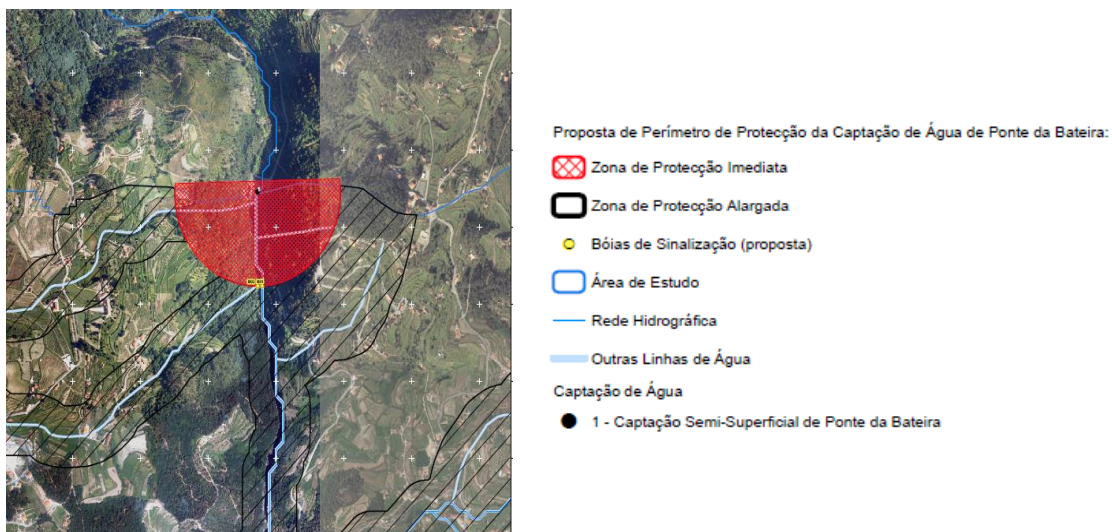 Proposta de Perímetro de Protecção da Captação de Água de Ponte da Bateira:
Zona de Protecção Imediata
Zona de Protecção Alargada
Bóias de Sinalização (proposta)
Área de Estudo
Rede Hidrográfica
Outras Linhas de Água
Captação de Água
1 - Captação Semi-Superficial de Ponte da Bateira